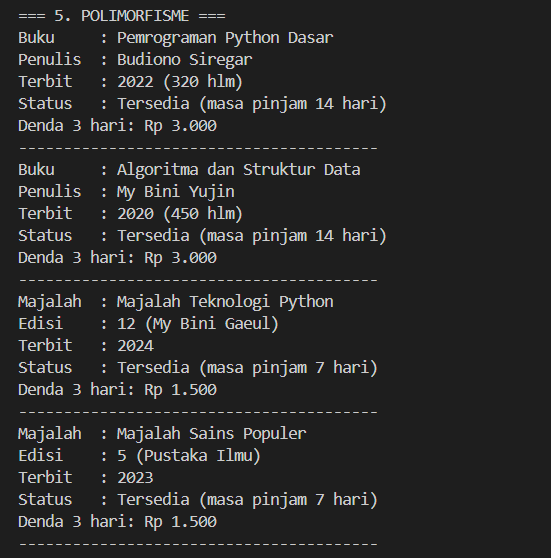 === 5. POLIMORFISME ===
Buku     : Pemrograman Python Dasar
Penulis  : Budiono Siregar
Terbit   : 2022 (320 hlm)
Status   : Tersedia (masa pinjam 14 hari)
Denda 3 hari: Rp 3.000
----------------------------------------
Buku     : Algoritma dan Struktur Data
Penulis  : My Bini Yujin
Terbit   : 2020 (450 hlm)
Status   : Tersedia (masa pinjam 14 hari)
Denda 3 hari: Rp 3.000
----------------------------------------
Majalah  : Majalah Teknologi Python
Edisi    : 12 (My Bini Gaeul)
Terbit   : 2024
Status   : Tersedia (masa pinjam 7 hari)
Denda 3 hari: Rp 1.500
----------------------------------------
Majalah  : Majalah Sains Populer
Edisi    : 5 (Pustaka Ilmu)
Terbit   : 2023
Status   : Tersedia (masa pinjam 7 hari)
Denda 3 hari: Rp 1.500
----------------------------------------